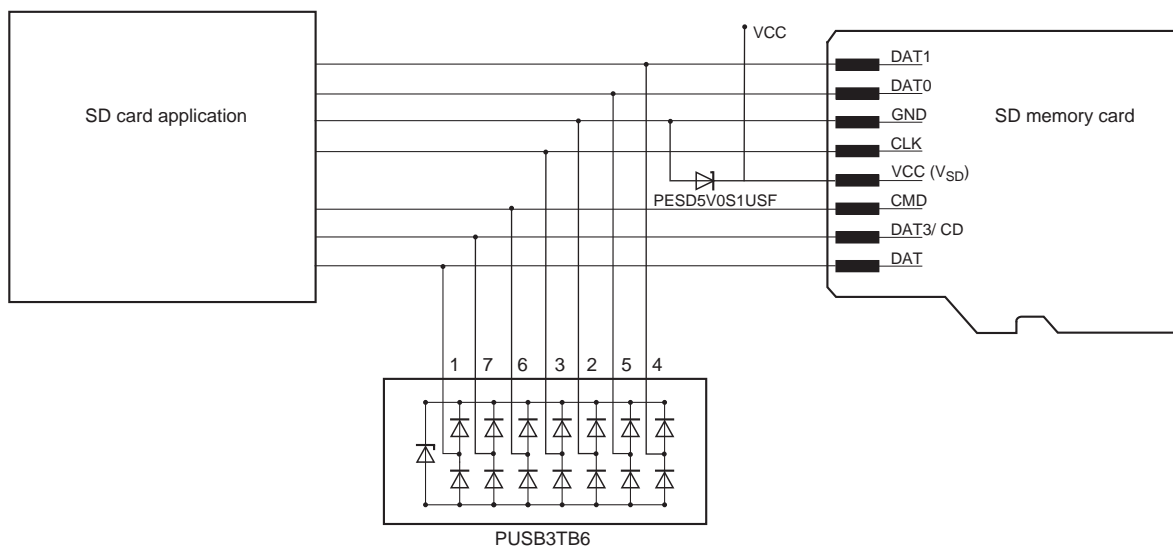 SD card application
VCC
DAT1
DAT0
GND
CLK
VCC (VSD)
CMD
DAT3/ CD
DAT
SD memory card
PESD5V0S1USF
1 7 6 3 2 5 4
PUSB3TB6